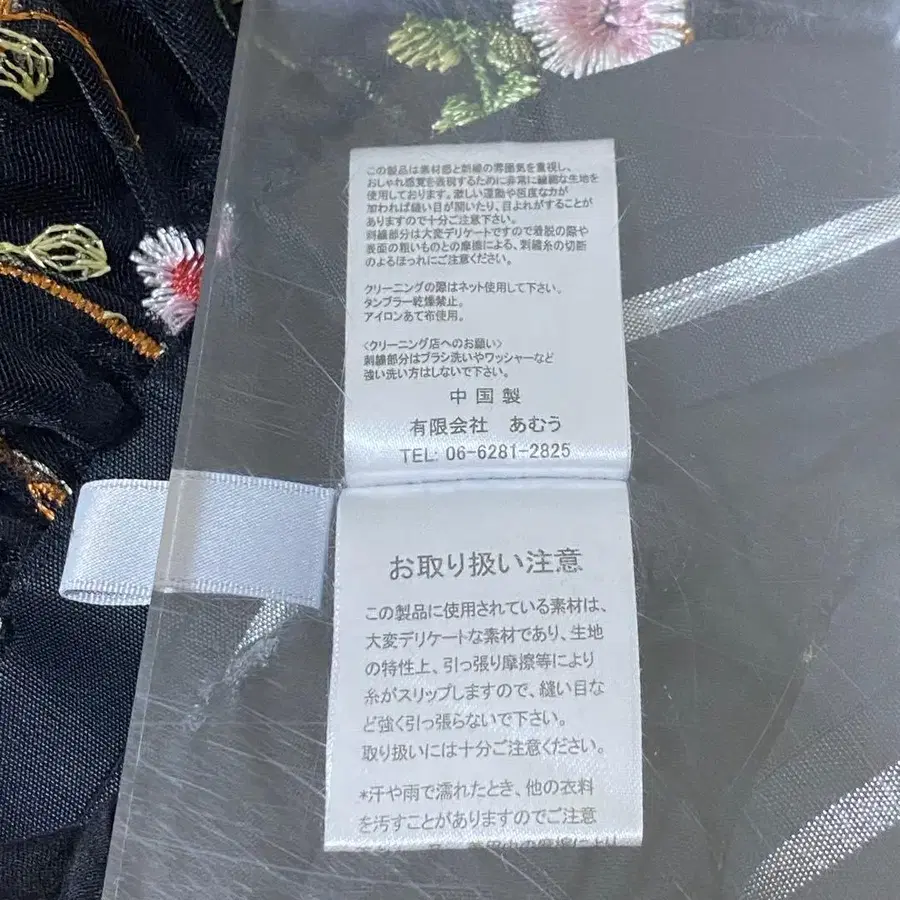 この製品は素材感と刺繍の雰囲気を重視し、
おしゃれ感覚を表現するために非常に繊細な生地を
使用しております。激しい運動や過度な力が
加われば縫い目が開いたり、目よれがすることが
ありますので十分ご注意下さい。
刺繍部分は大変デリケートですので着脱の際や
表面の粗いものとの摩擦による、刺繍糸の切断
のよるほつれにご注意ください。
クリーニングの際はネット使用して下さい。
タンブラー乾燥禁止。
アイロンあて布使用。
〈クリーニング店へのお願い〉
刺繍部分はブラシ洗いやワッシャーなど
強い洗い方はしないで下さい。
中国製
有限会社 あむう
TEL: 06-6281-2825
お取り扱い注意
この製品に使用されている素材は、
大変デリケートな素材であり、生地
の特性上、引っ張り摩擦等により
糸がスリップしますので、縫い目な
ど強く引っ張らないで下さい。
取り扱いには十分ご注意ください。
*汗や雨で濡れたとき、他の衣料
を汚すことがありますのでご注意